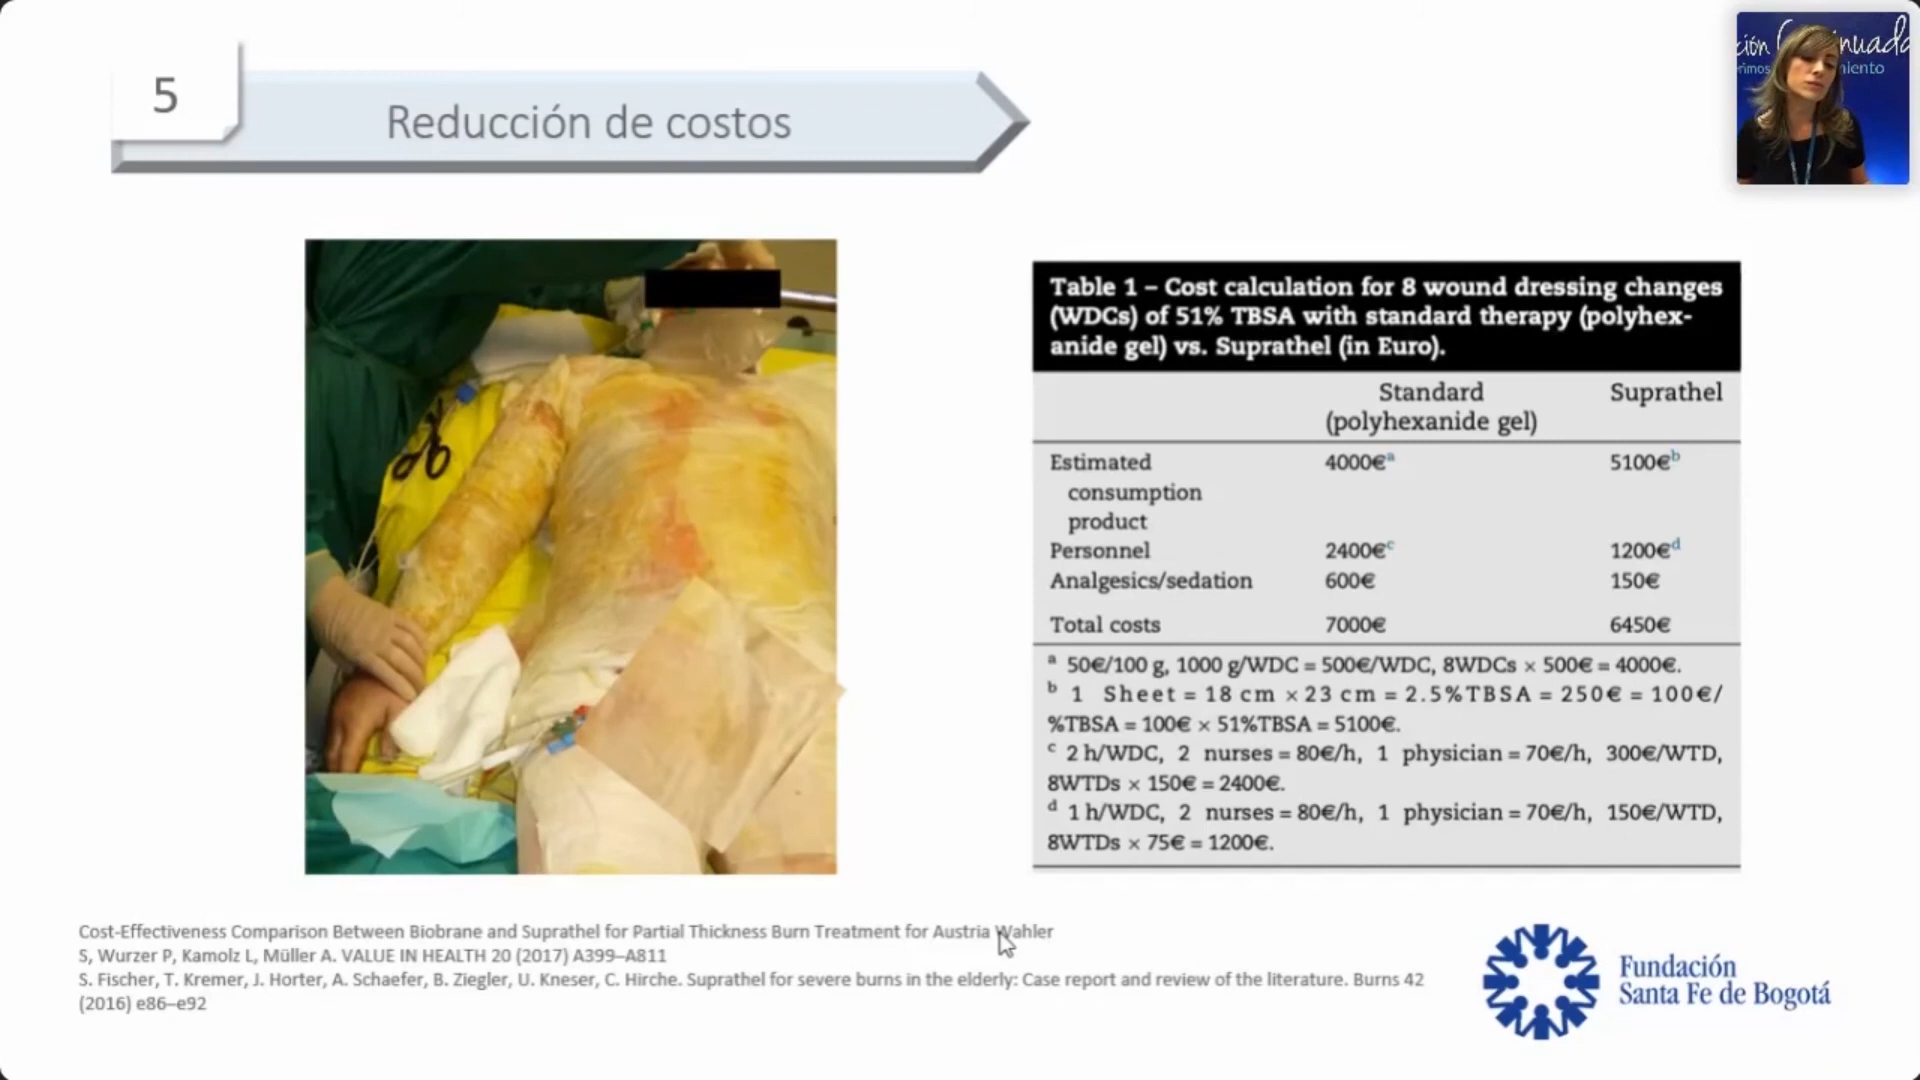 5
Reducción de costos
ción Co nuada
rimos miento
Table 1 – Cost calculation for 8 wound dressing changes
(WDCs) of 51% TBSA with standard therapy (polyhex-
anide gel) vs. Suprathel (in Euro).
Standard Suprathel
(polyhexanide gel)
Estimated 4000€ᵃ 5100€ᵇ
consumption
product
Personnel 2400€ᶜ 1200€ᵈ
Analgesics/sedation 600€ 150€
Total costs 7000€ 6450€
ᵃ 50€/100 g, 1000 g/WDC = 500€/WDC, 8WDCs × 500€ = 4000€.
ᵇ 1 Sheet = 18 cm × 23 cm = 2.5%TBSA = 250€ = 100€/
%TBSA = 100€ × 51%TBSA = 5100€.
ᶜ 2 h/WDC, 2 nurses = 80€/h, 1 physician = 70€/h, 300€/WTD,
8WTDs × 150€ = 2400€.
ᵈ 1 h/WDC, 2 nurses = 80€/h, 1 physician = 70€/h, 150€/WTD,
8WTDs × 75€ = 1200€.
Cost-Effectiveness Comparison Between Biobrane and Suprathel for Partial Thickness Burn Treatment for Austria Wahler
S, Wurzer P, Kamolz L, Müller A. VALUE IN HEALTH 20 (2017) A399–A811
S. Fischer, T. Kremer, J. Horter, A. Schaefer, B. Ziegler, U. Kneser, C. Hirche. Suprathel for severe burns in the elderly: Case report and review of the literature. Burns 42
(2016) e86–e92
Fundación
Santa Fe de Bogotá